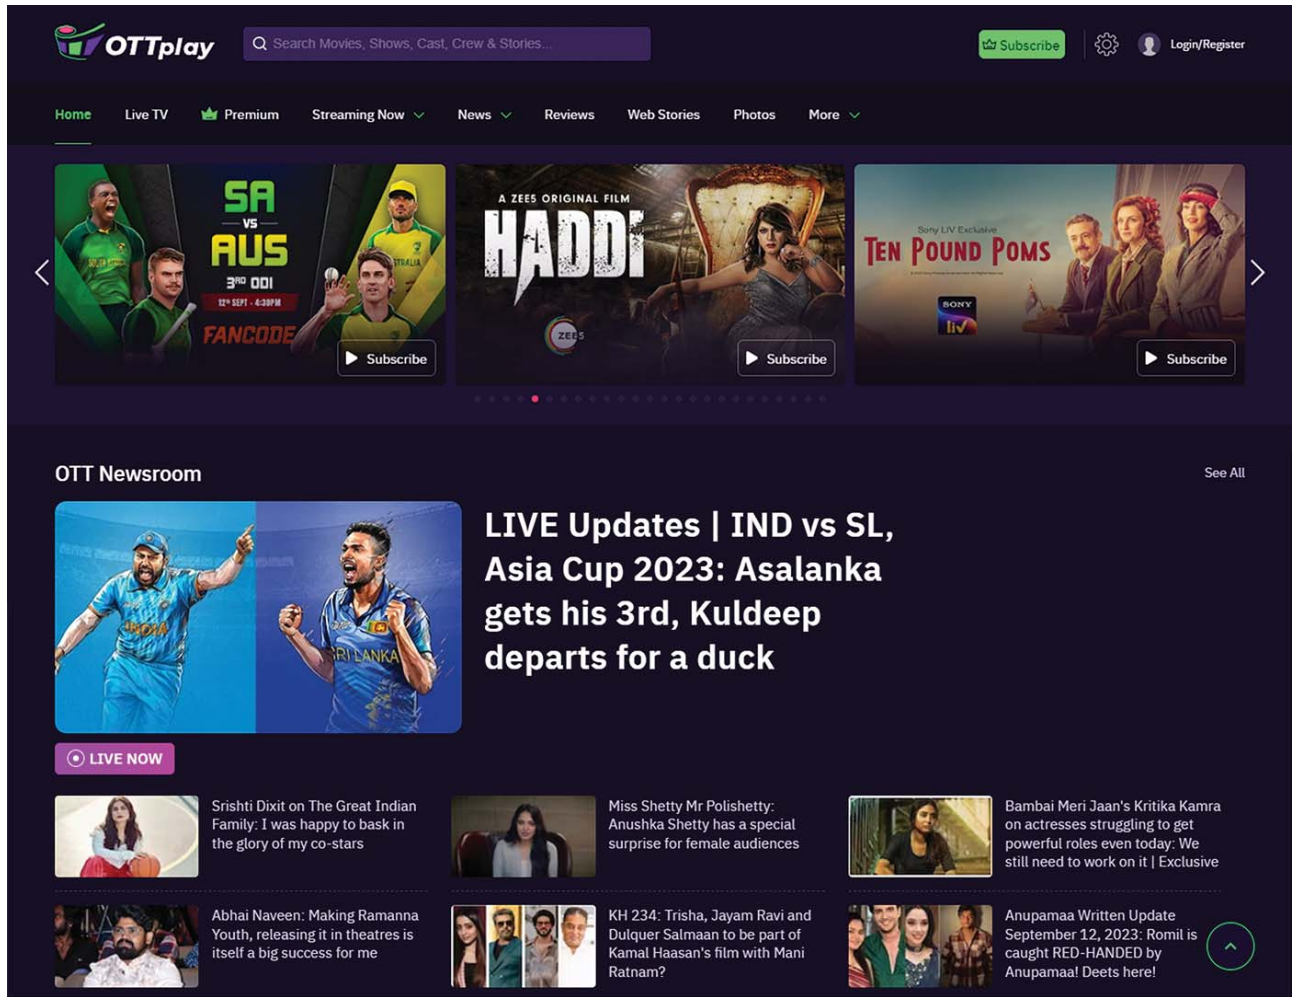 OTTplay
Search Movies, Shows, Cast, Crew & Stories...
Subscribe
Login/Register
Home
Live TV
Premium
Streaming Now
News
Reviews
Web Stories
Photos
More
SA
VS
AUS
3RD ODI
12th SEPT - 4:30PM
FANCODE
SOUTH AFRICA
AUSTRALIA
Subscribe
A ZEE5 ORIGINAL FILM
HADDI
ZEE5
Subscribe
Sony LIV Exclusive
TEN POUND POMS
SONY
liv
Subscribe
OTT Newsroom
See All
INDIA
SRI LANKA
LIVE Updates | IND vs SL,
Asia Cup 2023: Asalanka
gets his 3rd, Kuldeep
departs for a duck
LIVE NOW
Srishti Dixit on The Great Indian
Family: I was happy to bask in
the glory of my co-stars
Miss Shetty Mr Polishetty:
Anushka Shetty has a special
surprise for female audiences
Bambai Meri Jaan's Kritika Kamra
on actresses struggling to get
powerful roles even today: We
still need to work on it | Exclusive
Abhai Naveen: Making Ramanna
Youth, releasing it in theatres is
itself a big success for me
KH 234: Trisha, Jayam Ravi and
Dulquer Salmaan to be part of
Kamal Haasan's film with Mani
Ratnam?
Anupamaa Written Update
September 12, 2023: Romil is
caught RED-HANDED by
Anupamaa! Deets here!